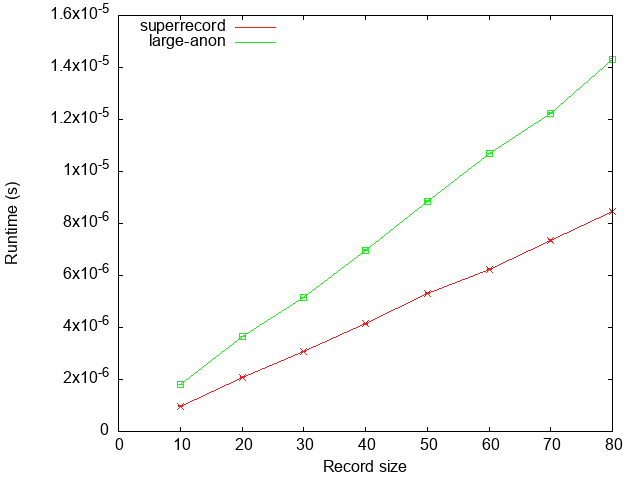 1.6x10-5
1.4x10-5
1.2x10-5
1x10-5
8x10-6
6x10-6
4x10-6
2x10-6
0
0 10 20 30 40 50 60 70 80
Runtime (s)
Record size
superrecord
large-anon